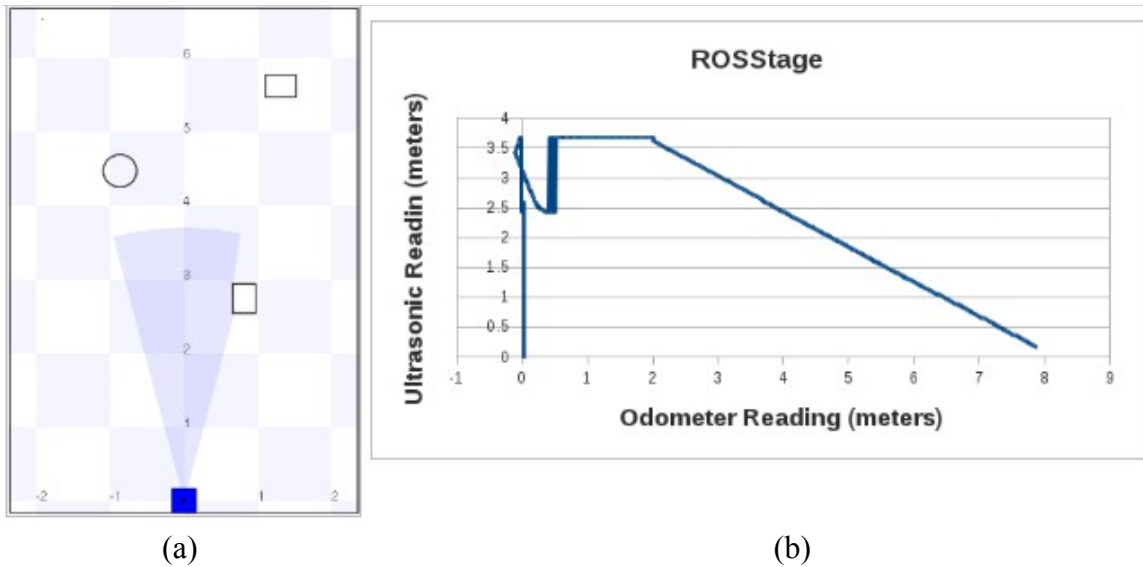 6
5
4
3
2
1
-2 -1 1 2
(a)
ROSStage
Ultrasonic Readin (meters)
4
3.5
3
2.5
2
1.5
1
0.5
0
-1 0 1 2 3 4 5 6 7 8 9
Odometer Reading (meters)
(b)